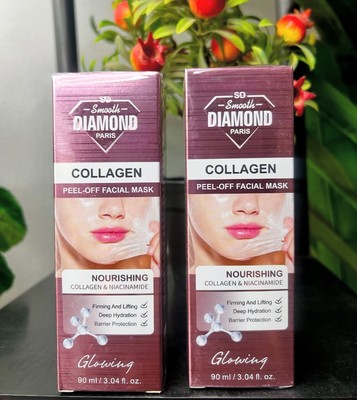 SD
Smooth
DIAMOND
PARIS
COLLAGEN
PEEL-OFF FACIAL MASK
NOURISHING
COLLAGEN & NIACINAMIDE
Firming And Lifting
Deep Hydration
Barrier Protection
Glowing
90 ml / 3.04 fl. oz.
SD
Smooth
DIAMOND
PARIS
COLLAGEN
PEEL-OFF FACIAL MASK
NOURISHING
COLLAGEN & NIACINAMIDE
Firming And Lifting
Deep Hydration
Barrier Protection
Glowing
90 ml / 3.04 fl. oz.